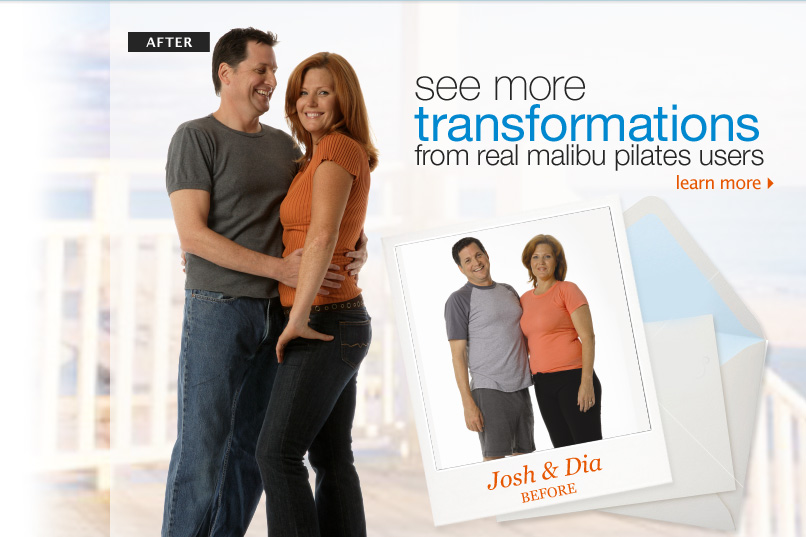 AFTER
see more
transformations
from real malibu pilates users
learn more
Josh & Dia
BEFORE